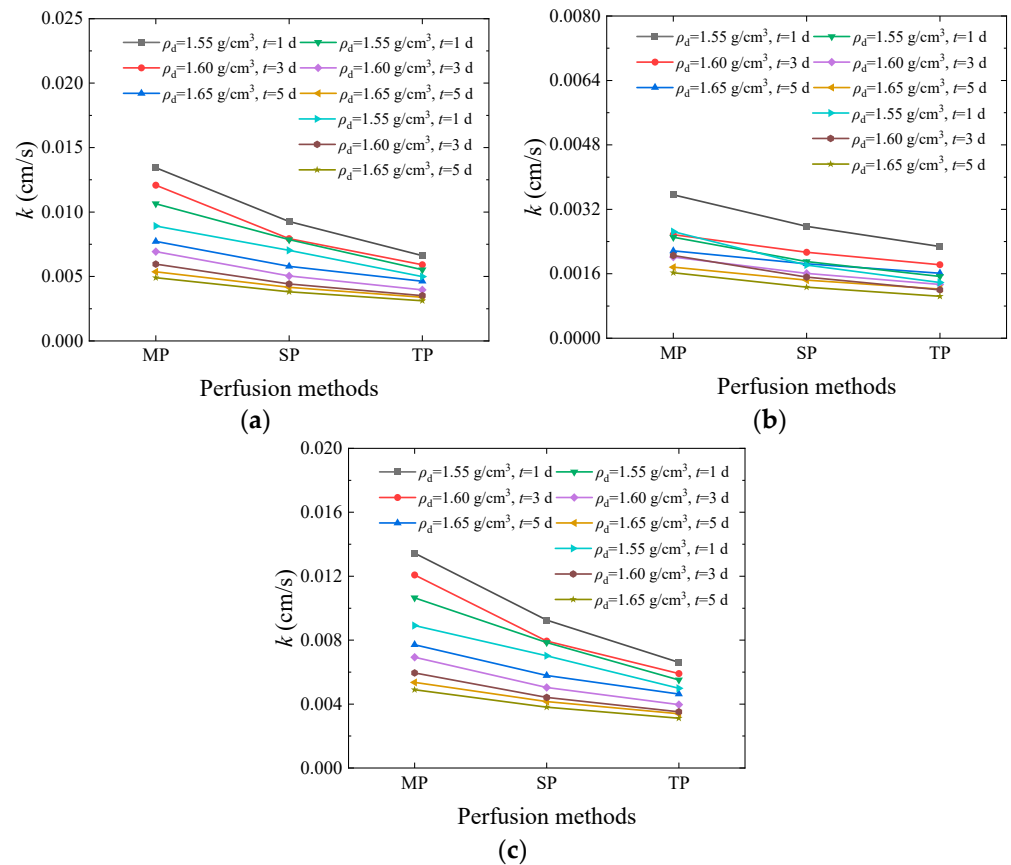 0.025
0.020
0.015
0.010
0.005
0.000
k (cm/s)
ρd=1.55 g/cm³, t=1 d
ρd=1.60 g/cm³, t=3 d
ρd=1.65 g/cm³, t=5 d
ρd=1.55 g/cm³, t=1 d
ρd=1.60 g/cm³, t=3 d
ρd=1.65 g/cm³, t=5 d
ρd=1.55 g/cm³, t=1 d
ρd=1.60 g/cm³, t=3 d
ρd=1.65 g/cm³, t=5 d
MP SP TP
Perfusion methods
(a)
0.0080
0.0064
0.0048
0.0032
0.0016
0.0000
k (cm/s)
ρd=1.55 g/cm³, t=1 d
ρd=1.60 g/cm³, t=3 d
ρd=1.65 g/cm³, t=5 d
ρd=1.55 g/cm³, t=1 d
ρd=1.60 g/cm³, t=3 d
ρd=1.65 g/cm³, t=5 d
ρd=1.55 g/cm³, t=1 d
ρd=1.60 g/cm³, t=3 d
ρd=1.65 g/cm³, t=5 d
MP SP TP
Perfusion methods
(b)
0.020
0.016
0.012
0.008
0.004
0.000
k (cm/s)
ρd=1.55 g/cm³, t=1 d
ρd=1.60 g/cm³, t=3 d
ρd=1.65 g/cm³, t=5 d
ρd=1.55 g/cm³, t=1 d
ρd=1.60 g/cm³, t=3 d
ρd=1.65 g/cm³, t=5 d
ρd=1.55 g/cm³, t=1 d
ρd=1.60 g/cm³, t=3 d
ρd=1.65 g/cm³, t=5 d
MP SP TP
Perfusion methods
(c)